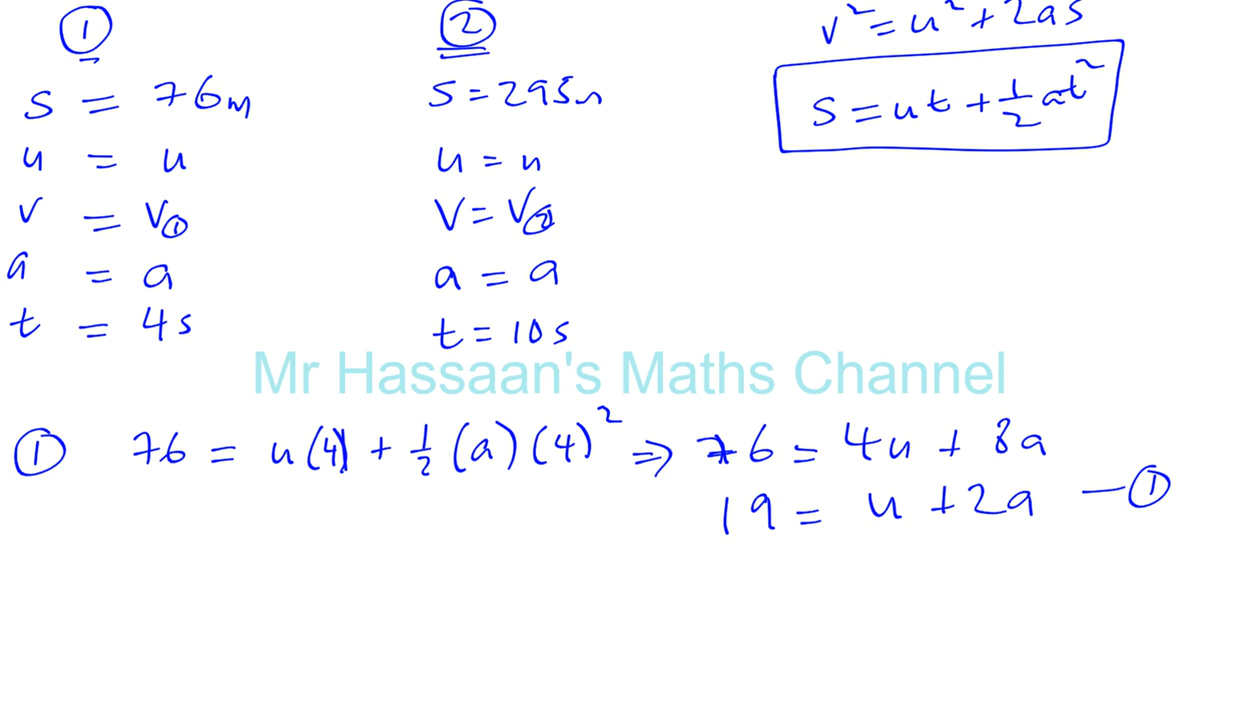 ①
s = 76m
u = u
v = v①
a = a
t = 4s
②
s = 295m
u = u
v = v②
a = a
t = 10s
v² = u² + 2as
s = ut + ½at²
Mr Hassaan's Maths Channel
① 76 = u(4) + ½(a)(4)² ⇒ 76 = 4u + 8a
19 = u + 2a — ①